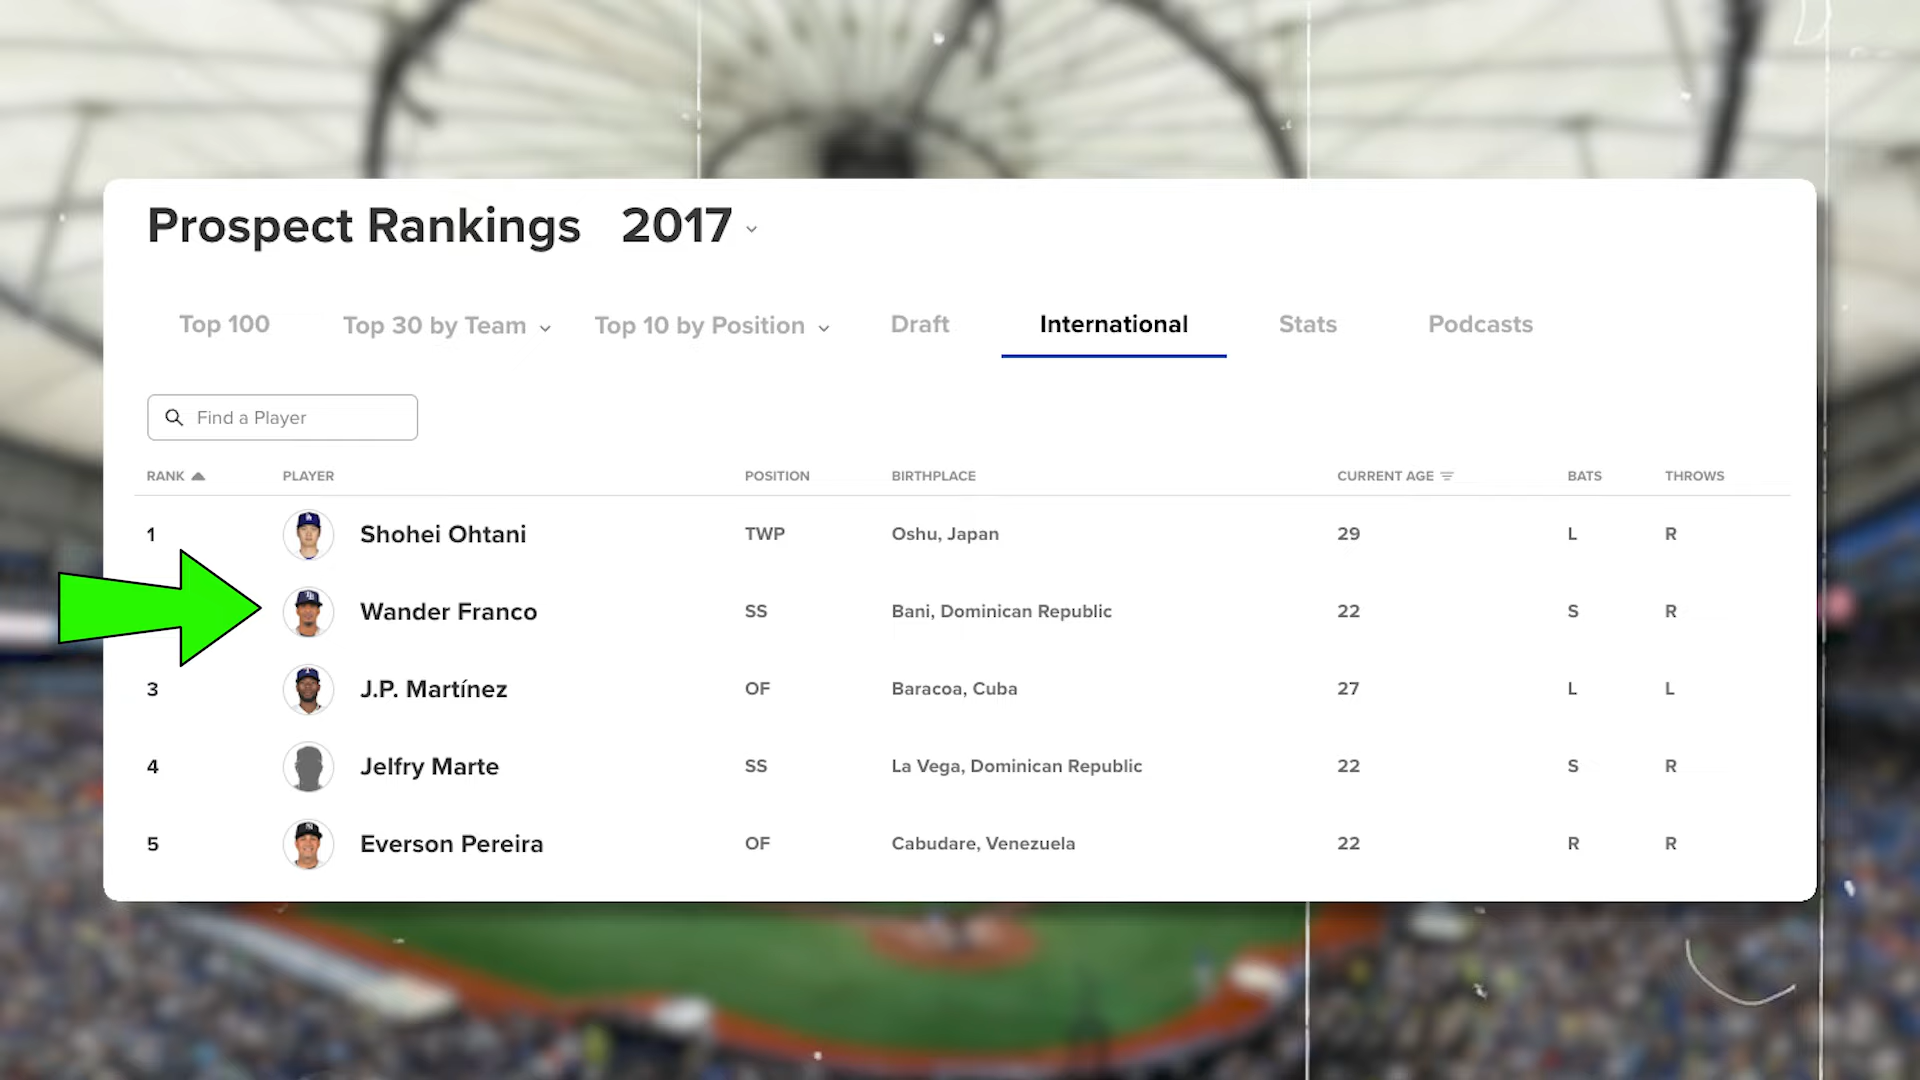 Prospect Rankings 2017
Top 100 Top 30 by Team Top 10 by Position Draft International Stats Podcasts
Find a Player
RANK PLAYER POSITION BIRTHPLACE CURRENT AGE BATS THROWS
1 Shohei Ohtani TWP Oshu, Japan 29 L R
Wander Franco SS Bani, Dominican Republic 22 S R
3 J.P. Martínez OF Baracoa, Cuba 27 L L
4 Jelfry Marte SS La Vega, Dominican Republic 22 S R
5 Everson Pereira OF Cabudare, Venezuela 22 R R